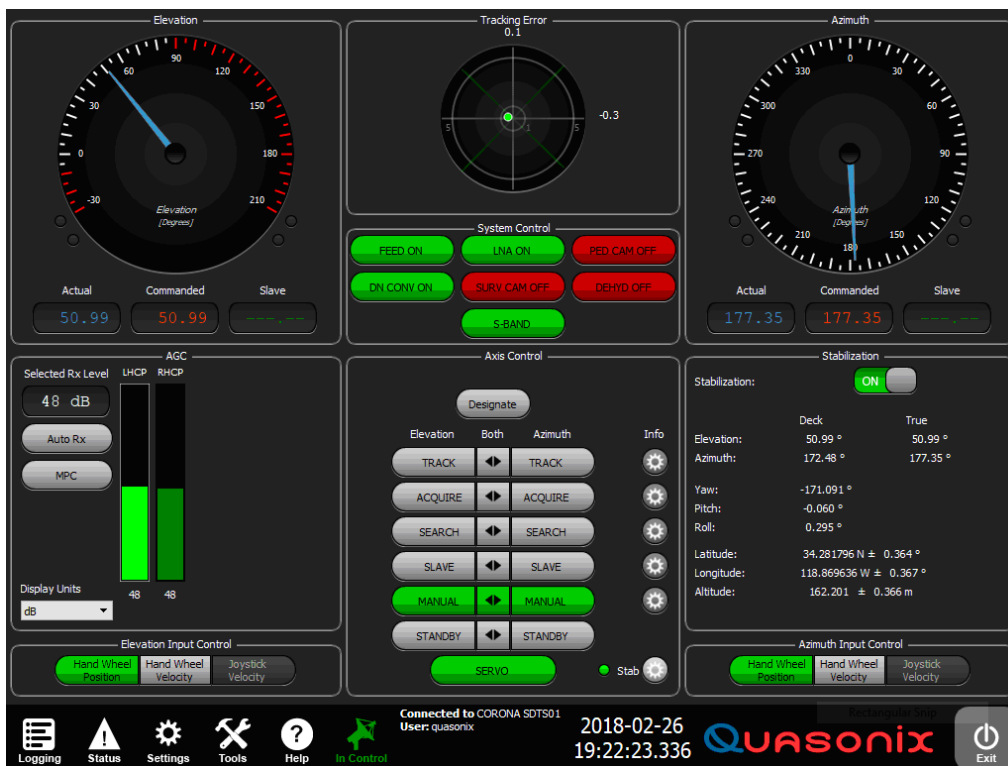 Elevation
90
60
120
30
150
0
180
-30
210
Elevation
[Degrees]
Actual Commanded Slave
50.99 50.99 ---.--
Tracking Error
0.1
-0.3
5 1 5
System Control
FEED ON LNA ON PED CAM OFF
DN CONV ON SURV CAM OFF DEHYD OFF
S-BAND
Azimuth
0
330 30
300 60
270 90
240 120
210 150
180
Azimuth
[Degrees]
Actual Commanded Slave
177.35 177.35 ---.--
AGC
Selected Rx Level LHCP RHCP
48 dB
Auto Rx
MPC
48 48
Display Units
dB
Elevation Input Control
Hand Wheel Position Hand Wheel Velocity Joystick Velocity
Axis Control
Designate
Elevation Both Azimuth Info
TRACK TRACK
ACQUIRE ACQUIRE
SEARCH SEARCH
SLAVE SLAVE
MANUAL MANUAL
STANDBY STANDBY
SERVO Stab
Stabilization
Stabilization: ON
Deck True
Elevation: 50.99 ° 50.99 °
Azimuth: 172.48 ° 177.35 °
Yaw: -171.091 °
Pitch: -0.060 °
Roll: 0.295 °
Latitude: 34.281796 N ± 0.364 °
Longitude: 118.869636 W ± 0.367 °
Altitude: 162.201 ± 0.366 m
Azimuth Input Control
Hand Wheel Position Hand Wheel Velocity Joystick Velocity
Rectangular Snip
Logging Status Settings Tools Help In Control
Connected to CORONA SDTS01
User: quasonix
2018-02-26
19:22:23.336
Quasonix
Exit